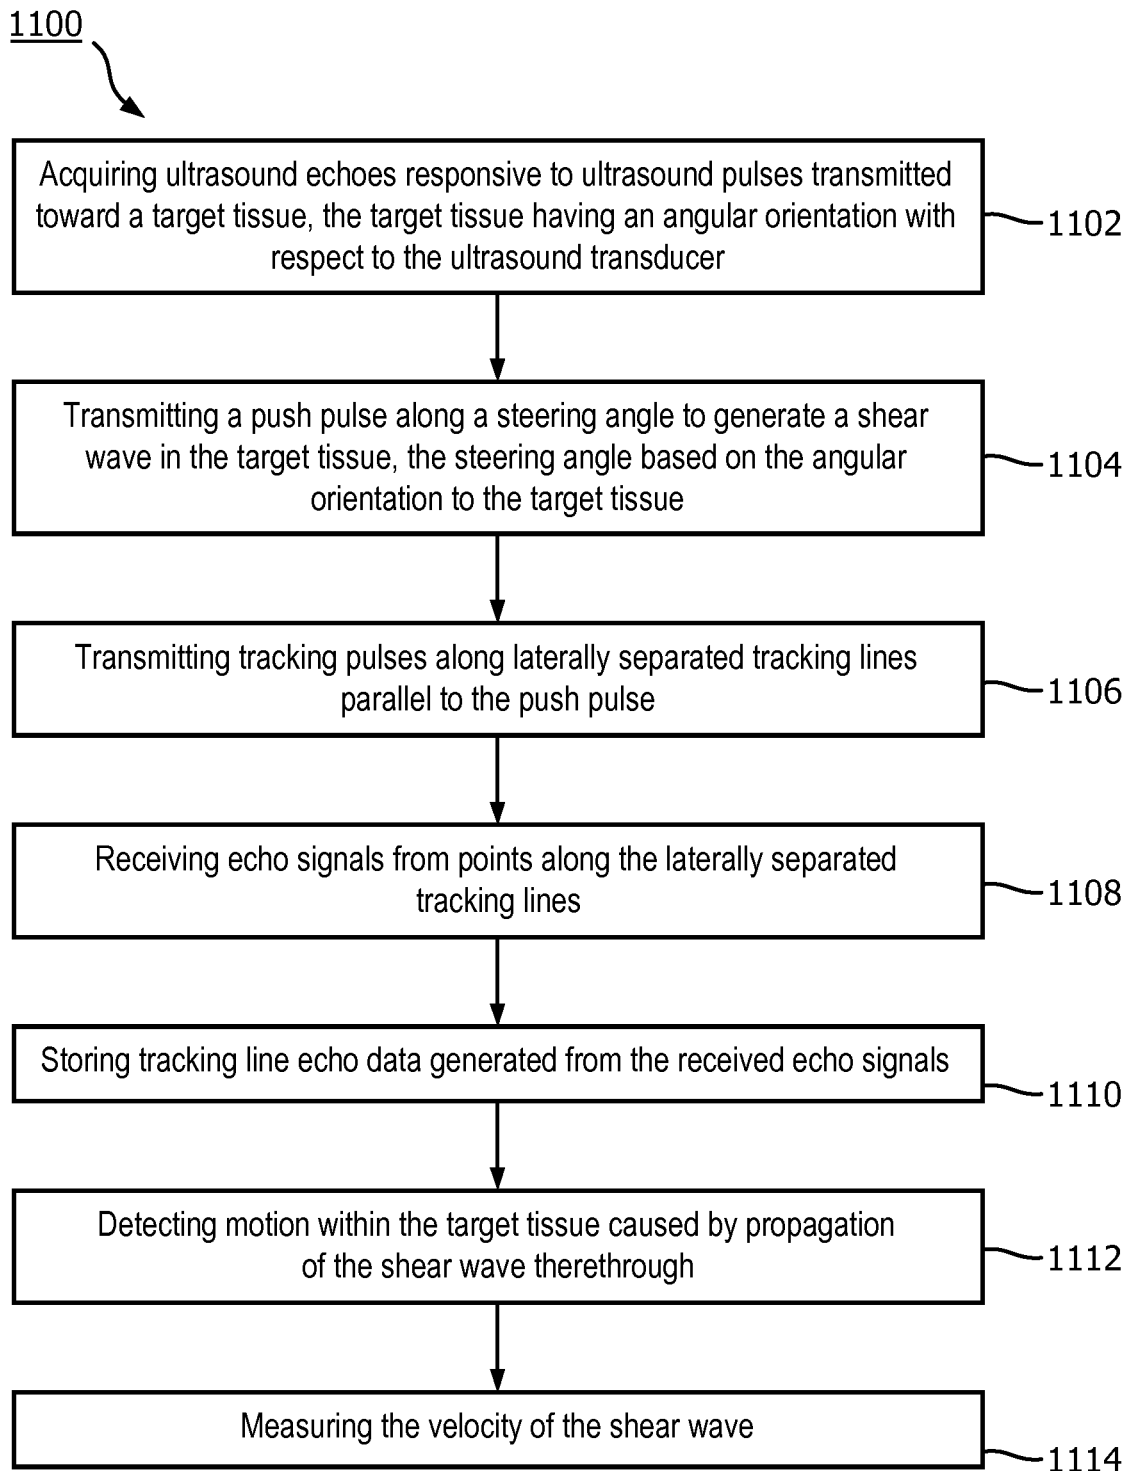 1100
Acquiring ultrasound echoes responsive to ultrasound pulses transmitted
toward a target tissue, the target tissue having an angular orientation with
respect to the ultrasound transducer
1102
Transmitting a push pulse along a steering angle to generate a shear
wave in the target tissue, the steering angle based on the angular
orientation to the target tissue
1104
Transmitting tracking pulses along laterally separated tracking lines
parallel to the push pulse
1106
Receiving echo signals from points along the laterally separated
tracking lines
1108
Storing tracking line echo data generated from the received echo signals
1110
Detecting motion within the target tissue caused by propagation
of the shear wave therethrough
1112
Measuring the velocity of the shear wave
1114